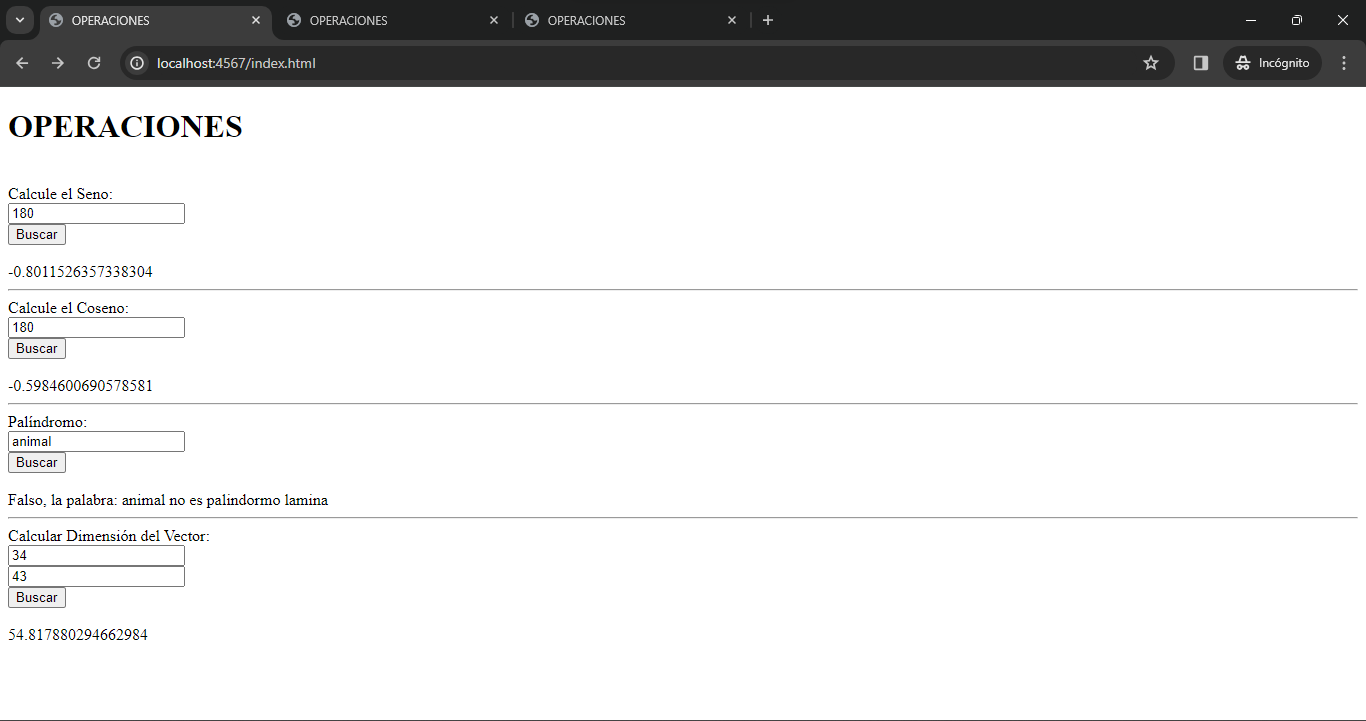 OPERACIONES OPERACIONES OPERACIONES
localhost:4567/index.html Incógnito
OPERACIONES
Calcule el Seno:
180
Buscar
-0.8011526357338304
Calcule el Coseno:
180
Buscar
-0.5984600690578581
Palíndromo:
animal
Buscar
Falso, la palabra: animal no es palindormo lamina
Calcular Dimensión del Vector:
34
43
Buscar
54.817880294662984